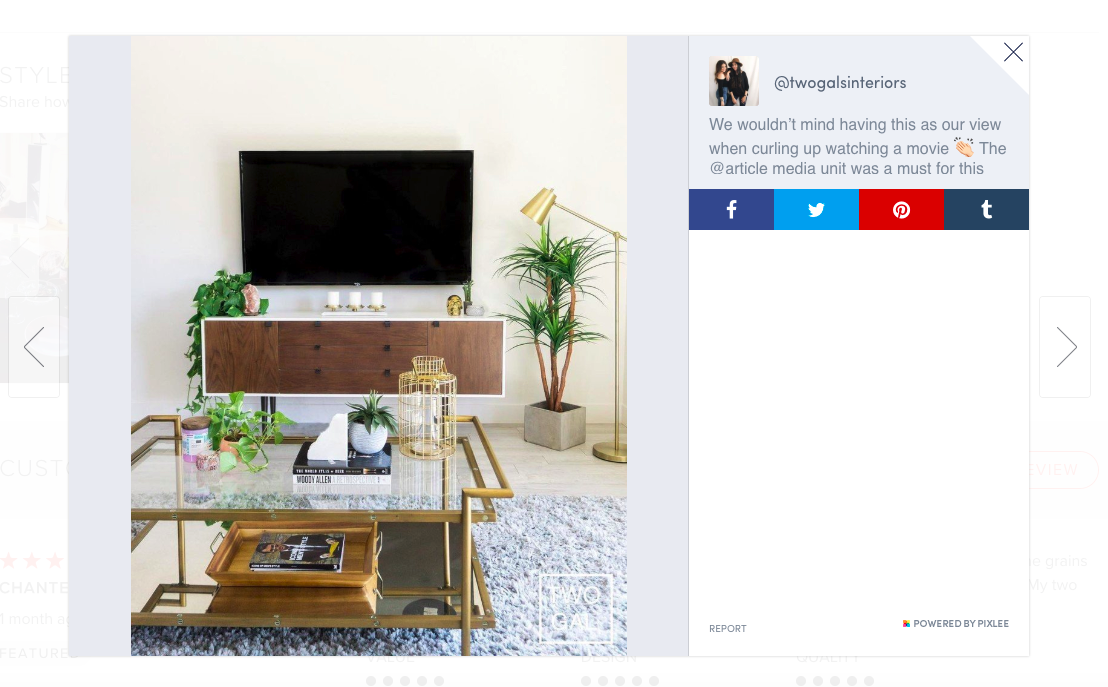 STYLE
Share how
@twogalsinteriors
We wouldn't mind having this as our view
when curling up watching a movie 👏🏻 The
@article media unit was a must for this
WOODY ALLEN
TWO
GAL
CUST
VIEW
CHANTE
e grains
My two
1 month ag
FEATURE
REPORT
POWERED BY PIXLEE
VALUE
DESIGN
QUALITY